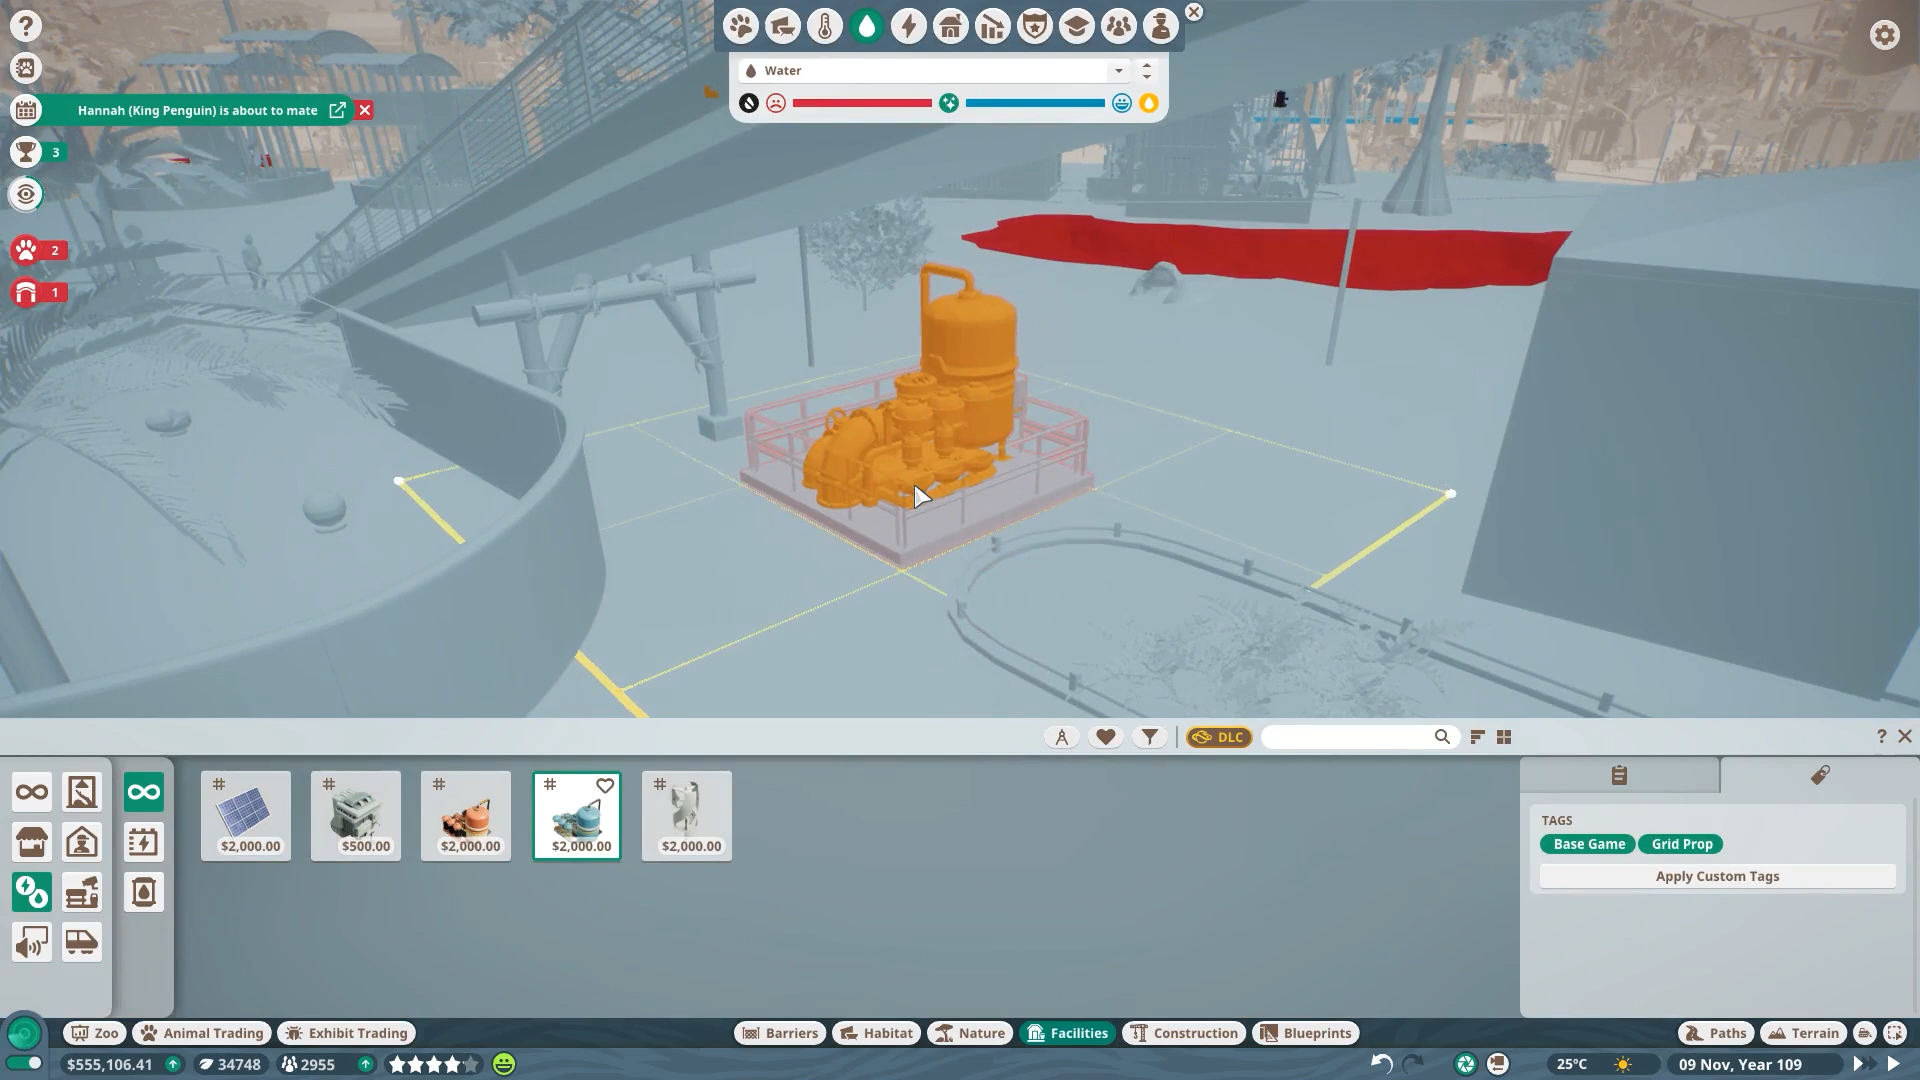 Water
Hannah (King Penguin) is about to mate
3
2
1
DLC
$2,000.00
$500.00
$2,000.00
$2,000.00
$2,000.00
TAGS
Base Game
Grid Prop
Apply Custom Tags
Zoo
Animal Trading
Exhibit Trading
Barriers
Habitat
Nature
Facilities
Construction
Blueprints
Paths
Terrain
$555,106.41
34748
2955
25°C
09 Nov, Year 109